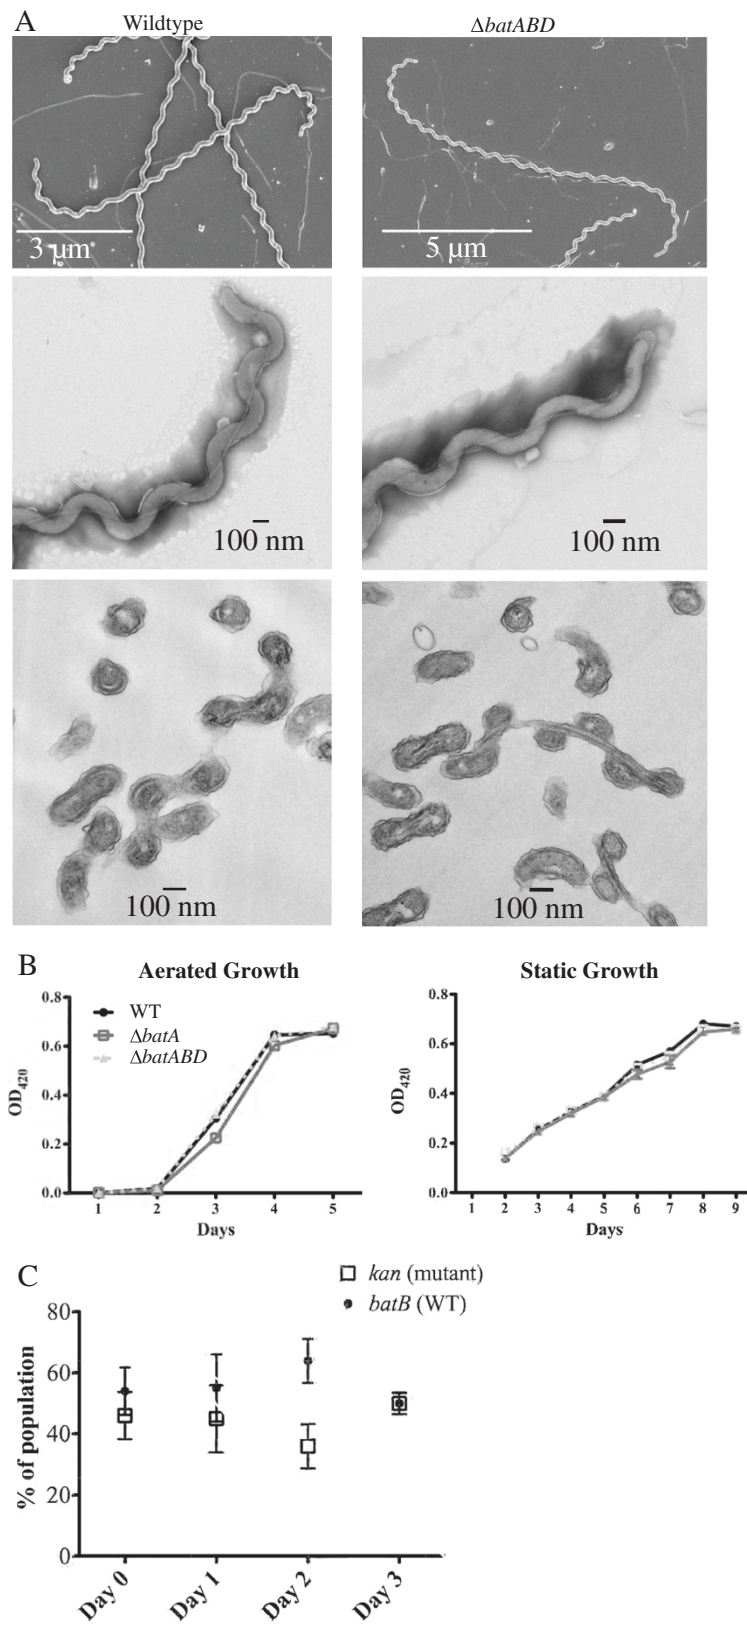 A
Wildtype
ΔbatABD
3 µm
5 µm
100 nm
100 nm
100 nm
100 nm
B
Aerated Growth
Static Growth
0.8
0.6
0.4
0.2
0.0
OD420
WT
ΔbatA
ΔbatABD
1 2 3 4 5
Days
0.8
0.6
0.4
0.2
0.0
OD420
1 2 3 4 5 6 7 8 9
Days
C
kan (mutant)
batB (WT)
80
60
40
20
0
% of population
Day 0
Day 1
Day 2
Day 3